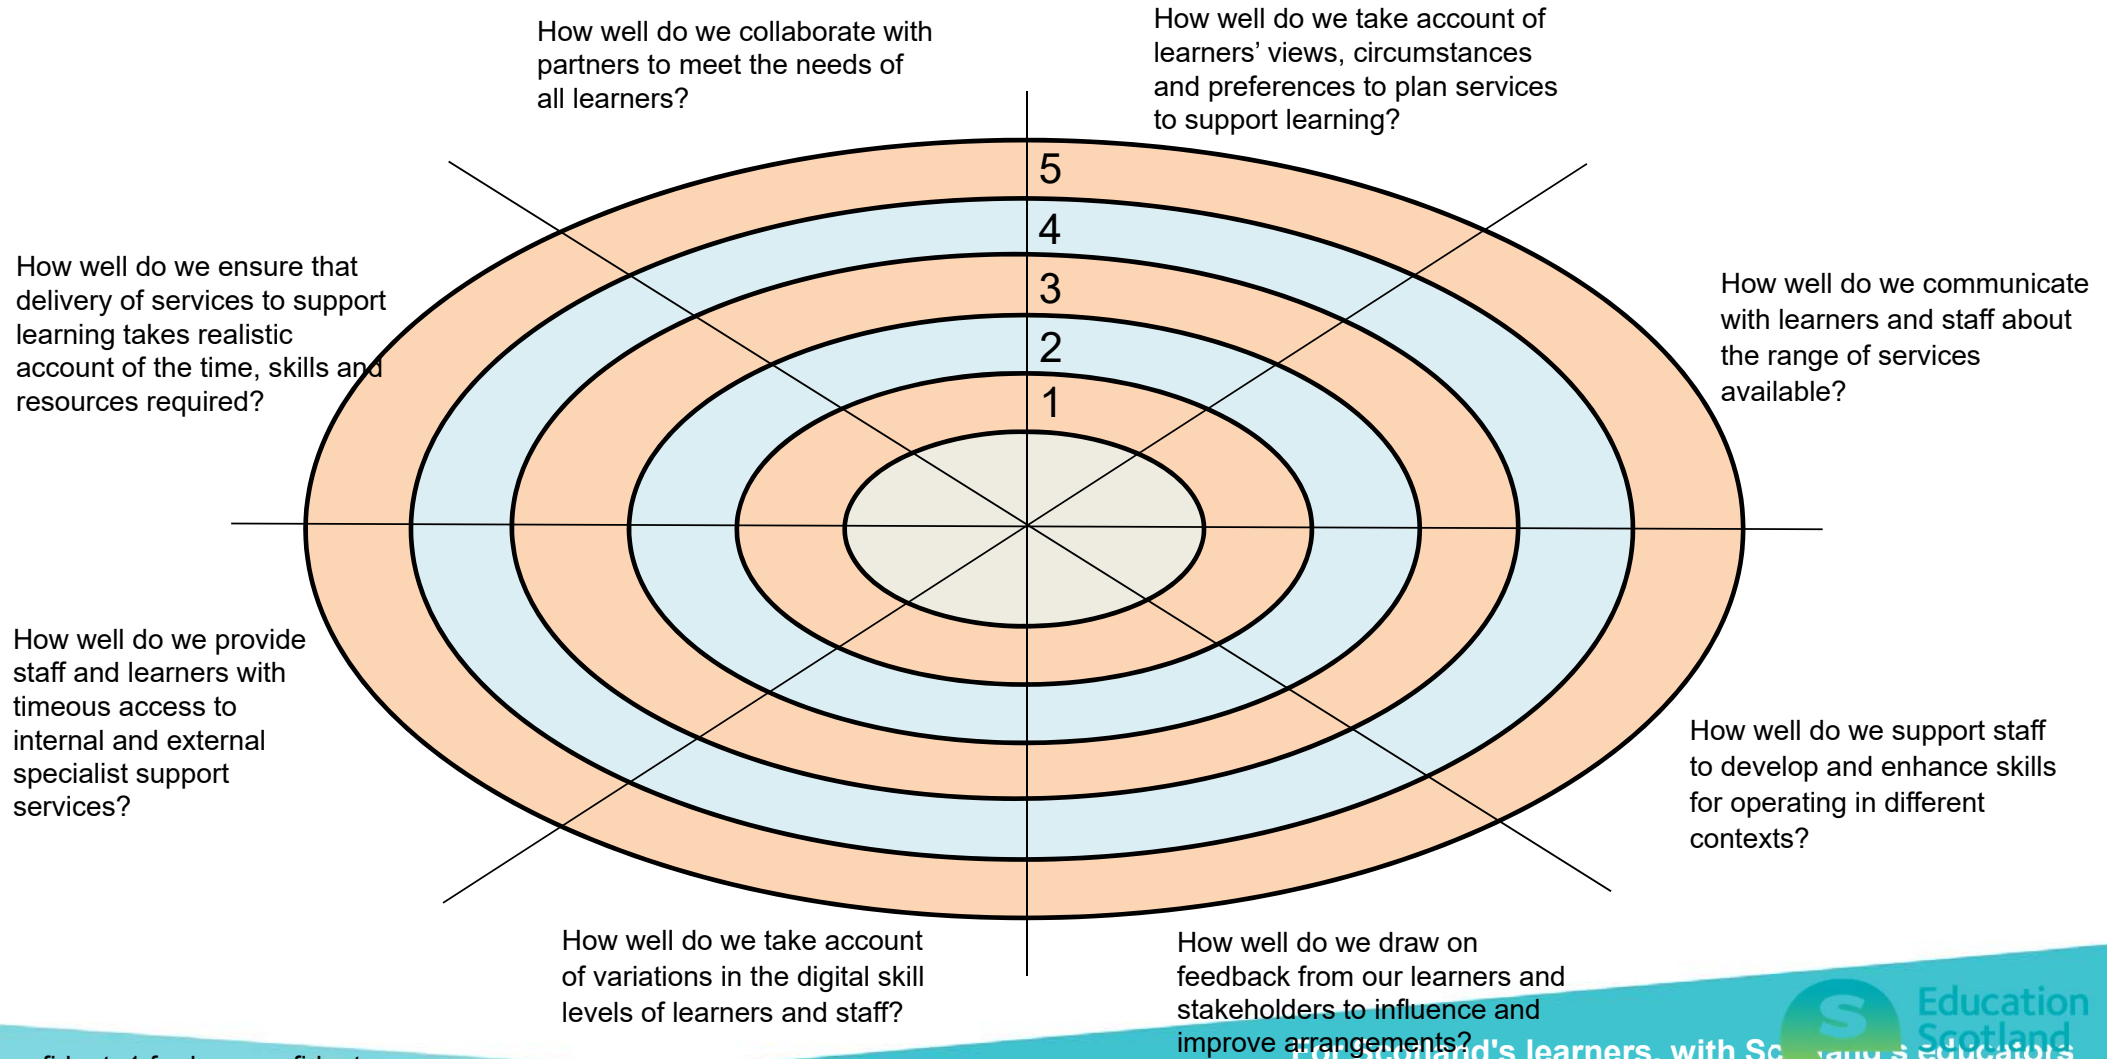 How well do we collaborate with
partners to meet the needs of
all learners?
How well do we take account of
learners’ views, circumstances
and preferences to plan services
to support learning?
5
4
3
2
1
How well do we ensure that
delivery of services to support
learning takes realistic
account of the time, skills and
resources required?
How well do we communicate
with learners and staff about
the range of services
available?
How well do we provide
staff and learners with
timeous access to
internal and external
specialist support
services?
How well do we support staff
to develop and enhance skills
for operating in different
contexts?
How well do we take account
of variations in the digital skill
levels of learners and staff?
How well do we draw on
feedback from our learners and
stakeholders to influence and
improve arrangements?
For Scotland's learners, with Scotland's educators
Education
Scotland